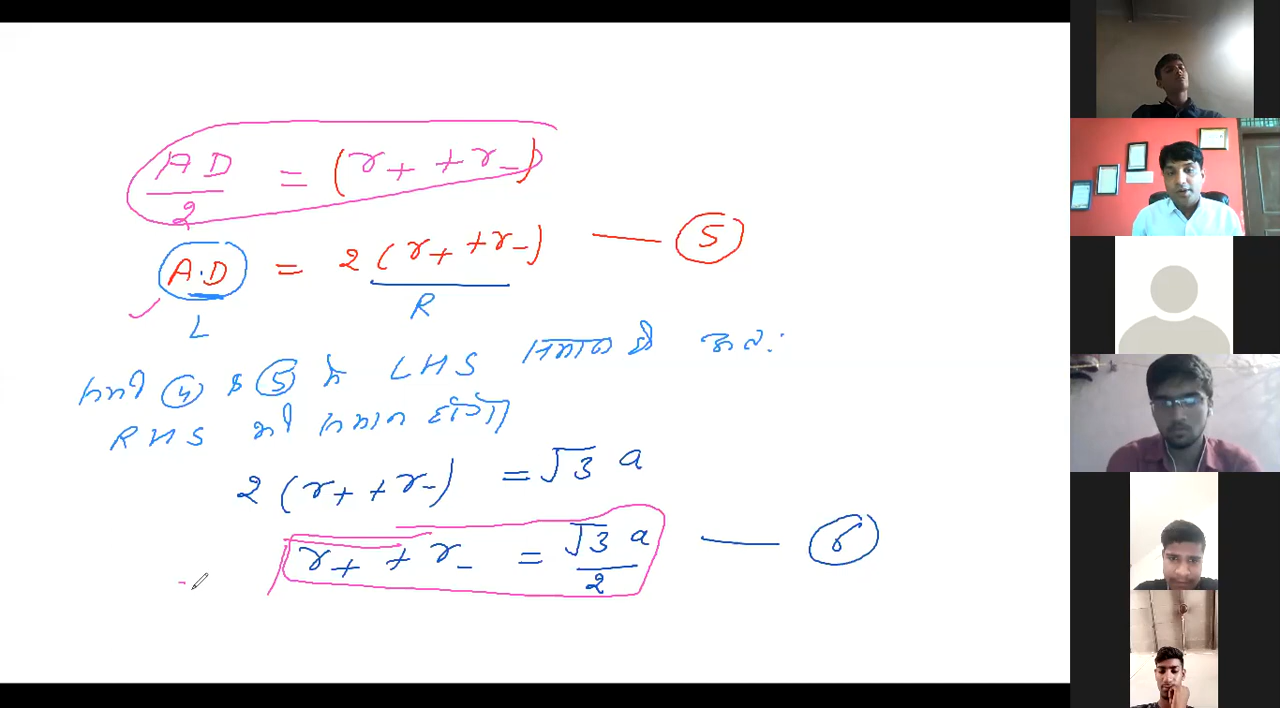 AD/2 = (r+ + r-)
A.D = 2 (r+ + r-) — 5
L R
समी 4 व 5 के LHS समान है अतः
RHS भी समान होंगे।
2 (r+ + r-) = √3 a
r+ + r- = √3 a/2 — 6